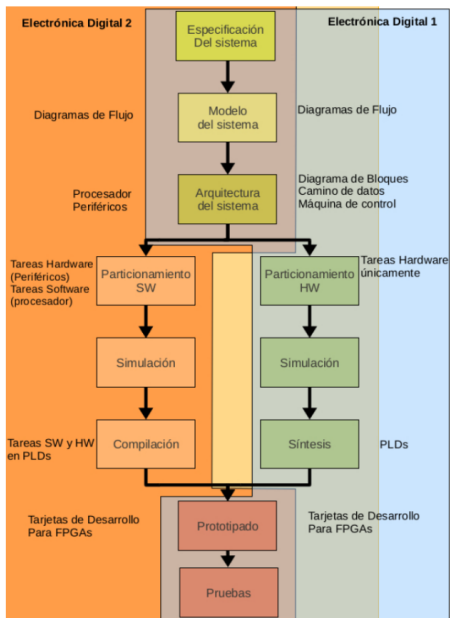 Electrónica Digital 2
Electrónica Digital 1
Especificación
Del sistema
Diagramas de Flujo
Modelo
del sistema
Diagramas de Flujo
Procesador
Periféricos
Arquitectura
del sistema
Diagrama de Bloques
Camino de datos
Máquina de control
Tareas Hardware
(Periféricos)
Tareas Software
(procesador)
Particionamiento
SW
Particionamiento
HW
Tareas Hardware
únicamente
Simulación
Simulación
Tareas SW y HW
en PLDs
Compilación
Síntesis
PLDs
Tarjetas de Desarrollo
Para FPGAs
Prototipado
Tarjetas de Desarrollo
Para FPGAs
Pruebas